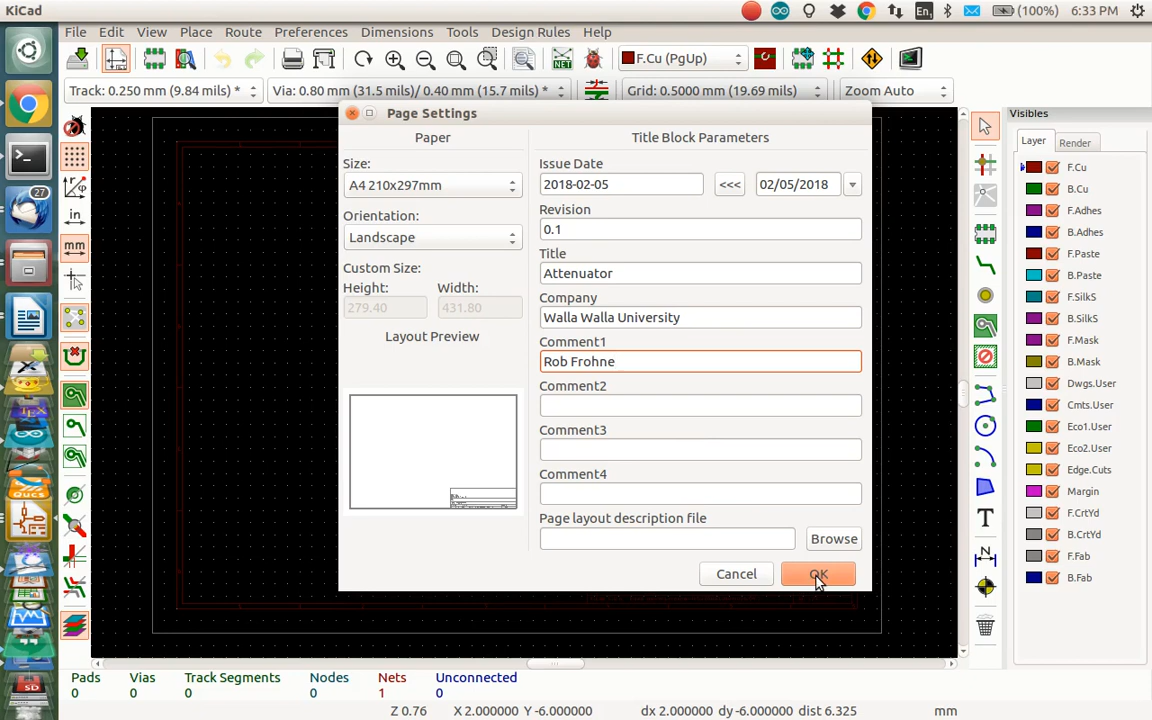 KiCad
En
(100%)
6:33 PM
File Edit View Place Route Preferences Dimensions Tools Design Rules Help
NET
F.Cu (PgUp)
Track: 0.250 mm (9.84 mils) *
Via: 0.80 mm (31.5 mils)/ 0.40 mm (15.7 mils) *
Grid: 0.5000 mm (19.69 mils)
Zoom Auto
Page Settings
Paper
Size:
A4 210x297mm
Orientation:
Landscape
Custom Size:
Height:
Width:
279.40
431.80
Layout Preview
Title Block Parameters
Issue Date
2018-02-05
<<<
02/05/2018
Revision
0.1
Title
Attenuator
Company
Walla Walla University
Comment1
Rob Frohne
Comment2
Comment3
Comment4
Page layout description file
Browse
Cancel
OK
Visibles
Layer
Render
F.Cu
B.Cu
F.Adhes
B.Adhes
F.Paste
B.Paste
F.SilkS
B.SilkS
F.Mask
B.Mask
Dwgs.User
Cmts.User
Eco1.User
Eco2.User
Edge.Cuts
Margin
F.CrtYd
B.CrtYd
F.Fab
B.Fab
27
in
mm
T
N
Pads
0
Vias
0
Track Segments
0
Nodes
0
Nets
1
Unconnected
0
Z 0.76
X 2.000000 Y -6.000000
dx 2.000000 dy -6.000000 dist 6.325
mm